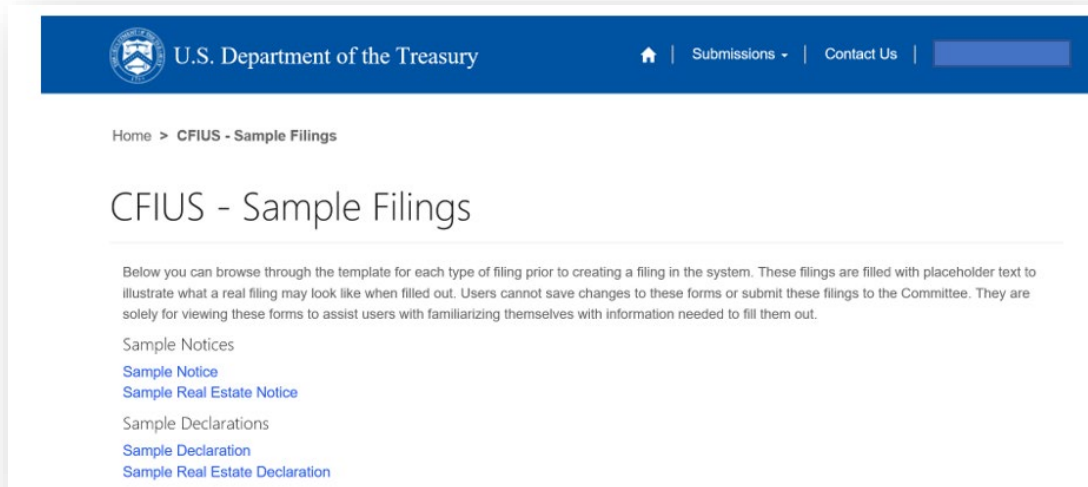 U.S. Department of the Treasury
Submissions
Contact Us
Home > CFIUS - Sample Filings
CFIUS - Sample Filings
Below you can browse through the template for each type of filing prior to creating a filing in the system. These filings are filled with placeholder text to
illustrate what a real filing may look like when filled out. Users cannot save changes to these forms or submit these filings to the Committee. They are
solely for viewing these forms to assist users with familiarizing themselves with information needed to fill them out.
Sample Notices
Sample Notice
Sample Real Estate Notice
Sample Declarations
Sample Declaration
Sample Real Estate Declaration